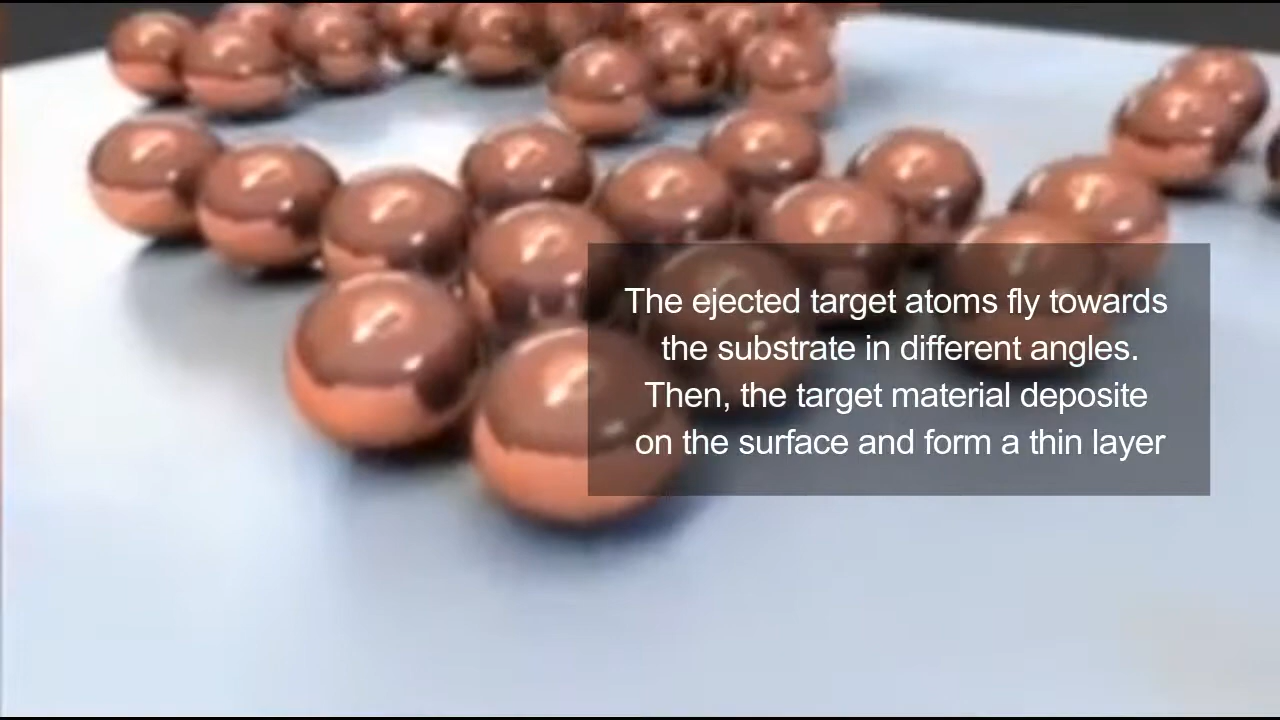 The ejected target atoms fly towards
the substrate in different angles.
Then, the target material deposite
on the surface and form a thin layer